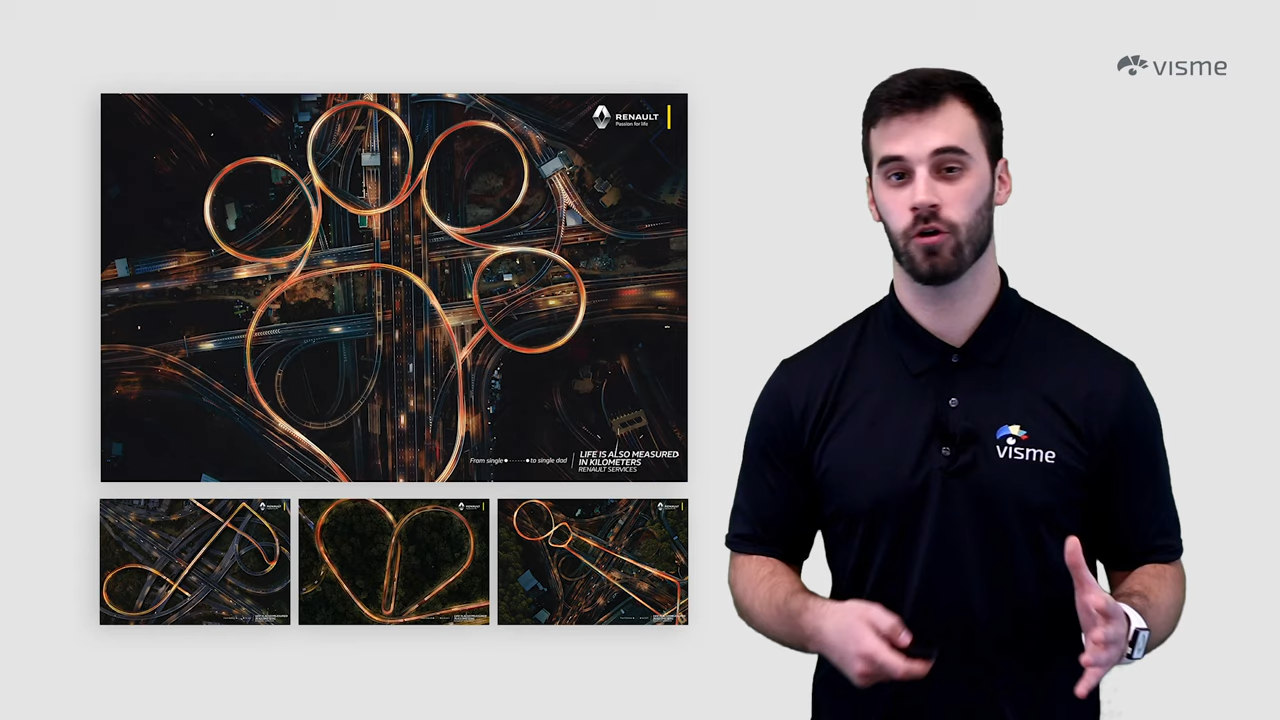 visme
RENAULT
Passion for life
From single to single dad
LIFE IS ALSO MEASURED
IN KILOMETERS
RENAULT SERVICES
visme